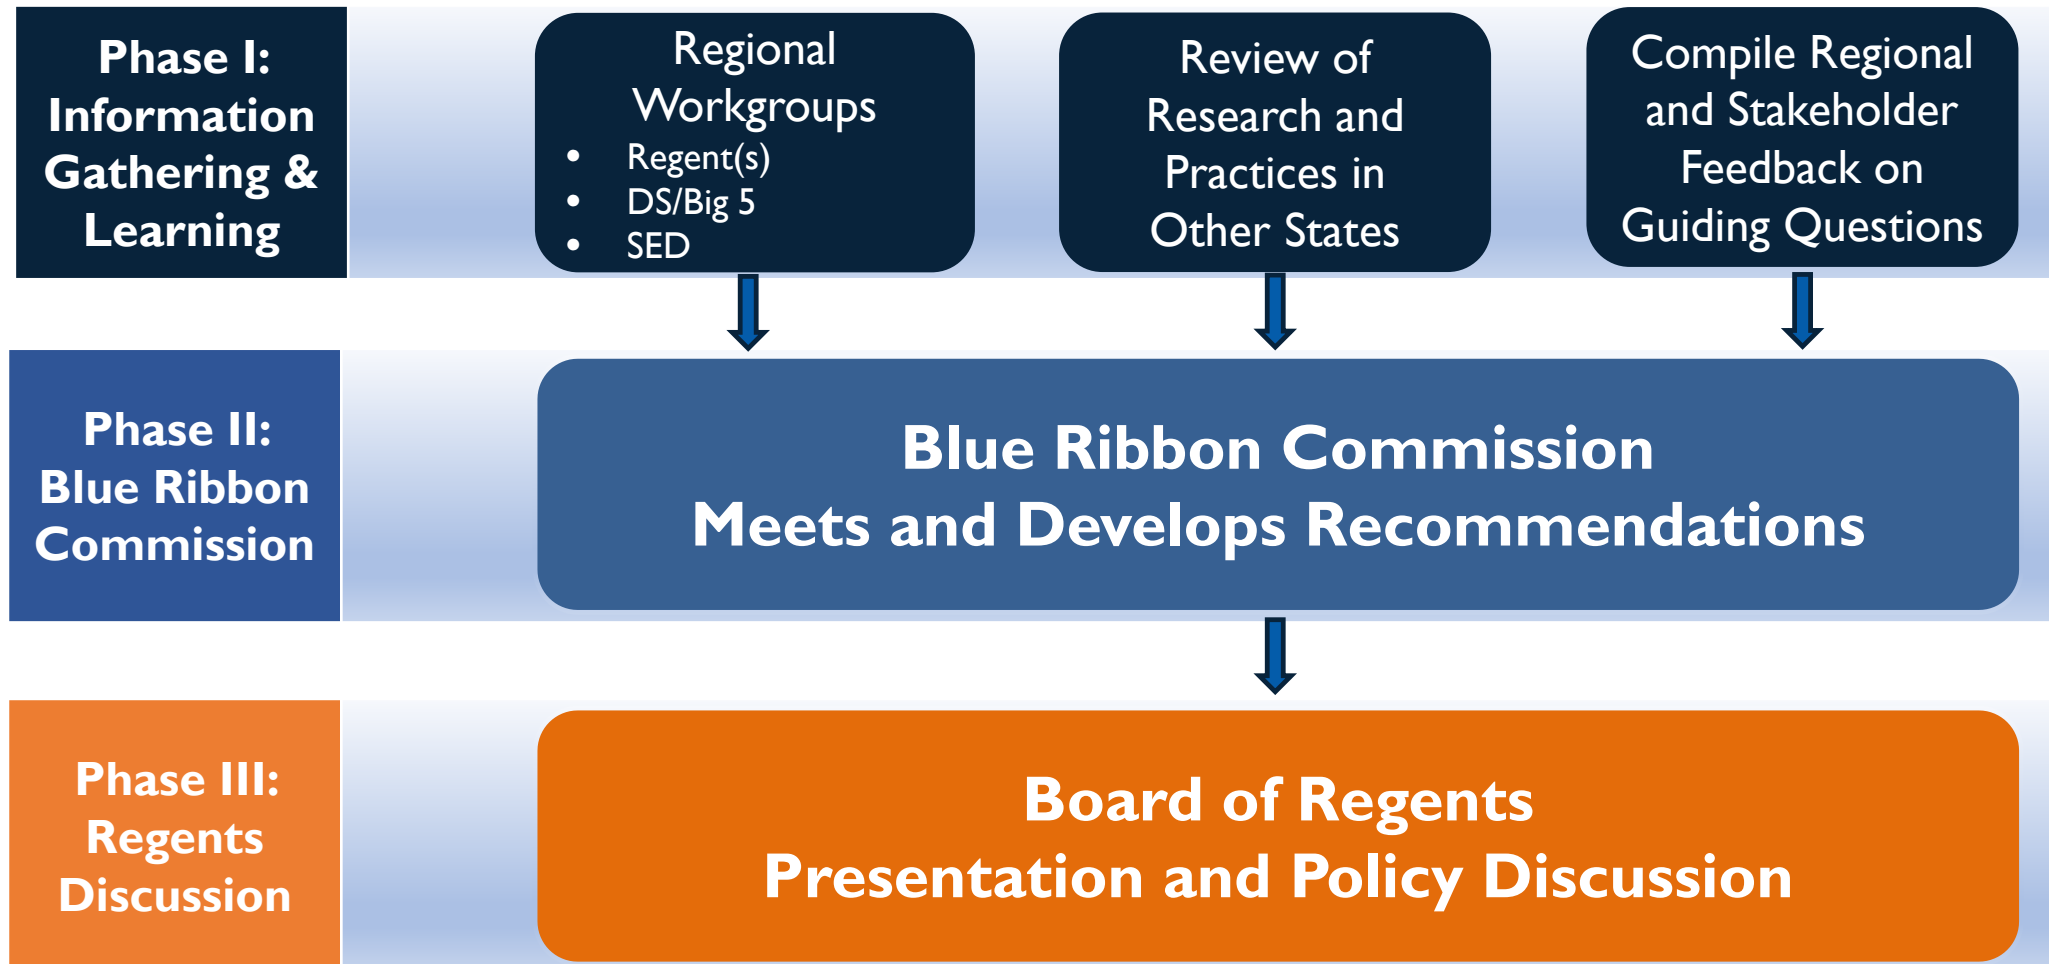 Phase I:
Information
Gathering &
Learning
Regional
Workgroups
• Regent(s)
• DS/Big 5
• SED
Review of
Research and
Practices in
Other States
Compile Regional
and Stakeholder
Feedback on
Guiding Questions
Phase II:
Blue Ribbon
Commission
Blue Ribbon Commission
Meets and Develops Recommendations
Phase III:
Regents
Discussion
Board of Regents
Presentation and Policy Discussion